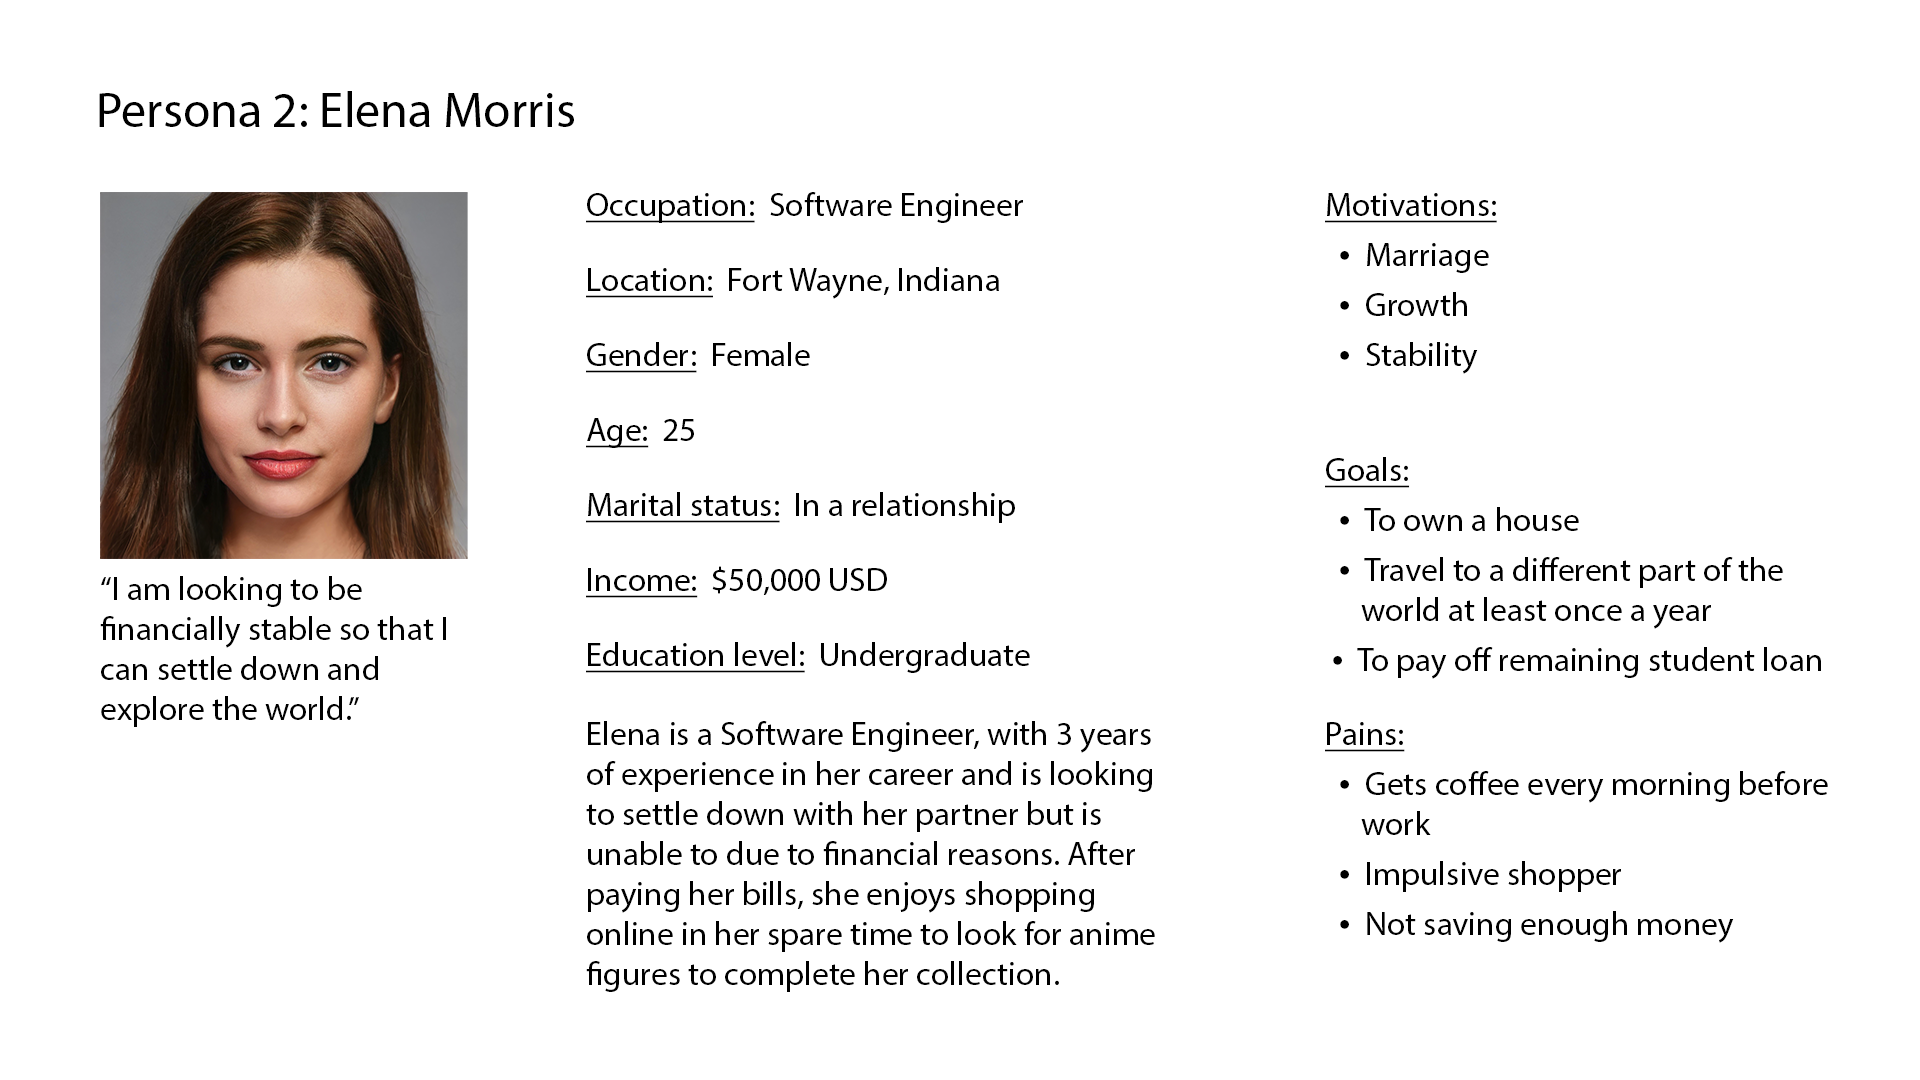 Persona 2: Elena Morris
“I am looking to be
financially stable so that I
can settle down and
explore the world.”
Occupation: Software Engineer
Location: Fort Wayne, Indiana
Gender: Female
Age: 25
Marital status: In a relationship
Income: $50,000 USD
Education level: Undergraduate
Elena is a Software Engineer, with 3 years
of experience in her career and is looking
to settle down with her partner but is
unable to due to financial reasons. After
paying her bills, she enjoys shopping
online in her spare time to look for anime
figures to complete her collection.
Motivations:
• Marriage
• Growth
• Stability
Goals:
• To own a house
• Travel to a different part of the
world at least once a year
• To pay off remaining student loan
Pains:
• Gets coffee every morning before
work
• Impulsive shopper
• Not saving enough money